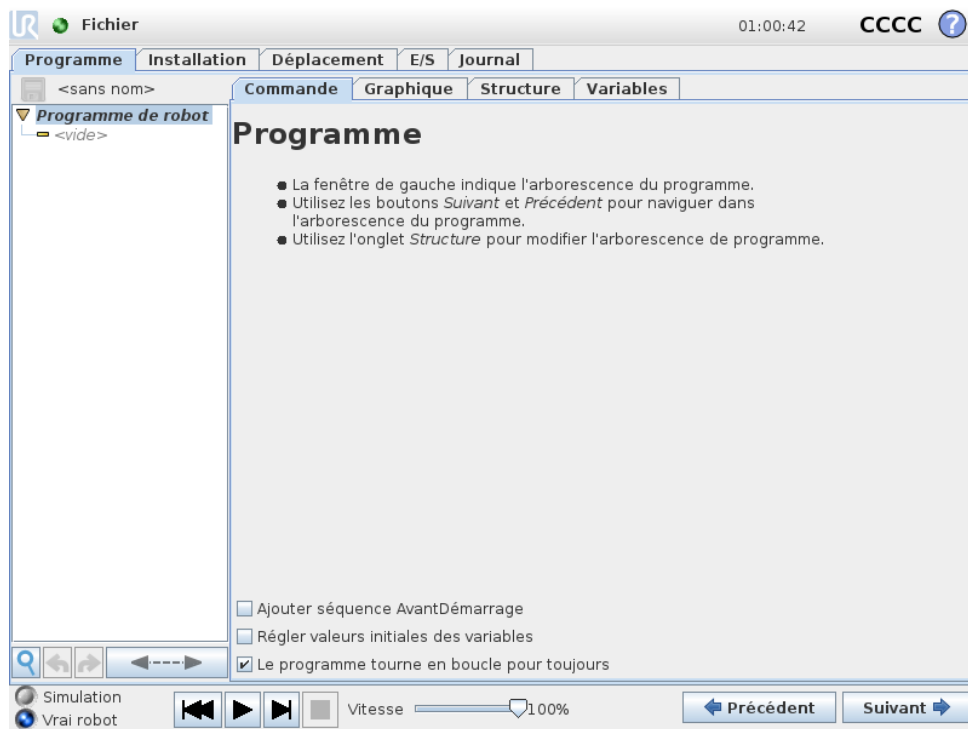 UR Fichier 01:00:42 CCCC ?
Programme Installation Déplacement E/S Journal
<sans nom>
Commande Graphique Structure Variables
Programme de robot
<vide>
Programme
La fenêtre de gauche indique l'arborescence du programme.
Utilisez les boutons Suivant et Précédent pour naviguer dans
l'arborescence du programme.
Utilisez l'onglet Structure pour modifier l'arborescence de programme.
Ajouter séquence AvantDémarrage
Régler valeurs initiales des variables
Le programme tourne en boucle pour toujours
Simulation
Vrai robot
Vitesse 100%
Précédent Suivant